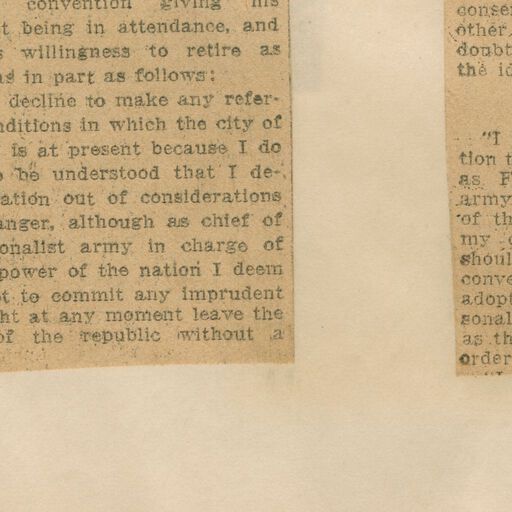 convention giving his
t being in attendance, and
s willingness to retire as
as in part as follows:
decline to make any refer-
nditions in which the city of
is at present because I do
o be understood that I de-
ation out of considerations
anger, although as chief of
onalist army in charge of
power of the nation I deem
ot to commit any imprudent
ht at any moment leave the
of the republic without a
conse
other
doubt
the id
"I
tion t
as F
army
of th
my
shoul
conve
adopt
sonal
as th
order
"I